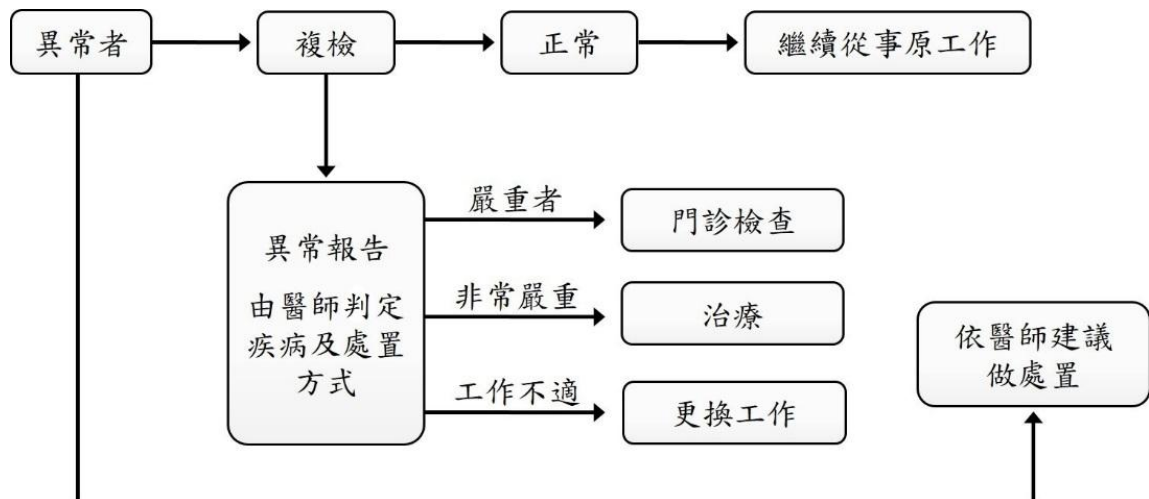 異常者
複檢
正常
繼續從事原工作
異常報告
由醫師判定
疾病及處置
方式
嚴重者
門診檢查
非常嚴重
治療
工作不適
更換工作
依醫師建議
做處置